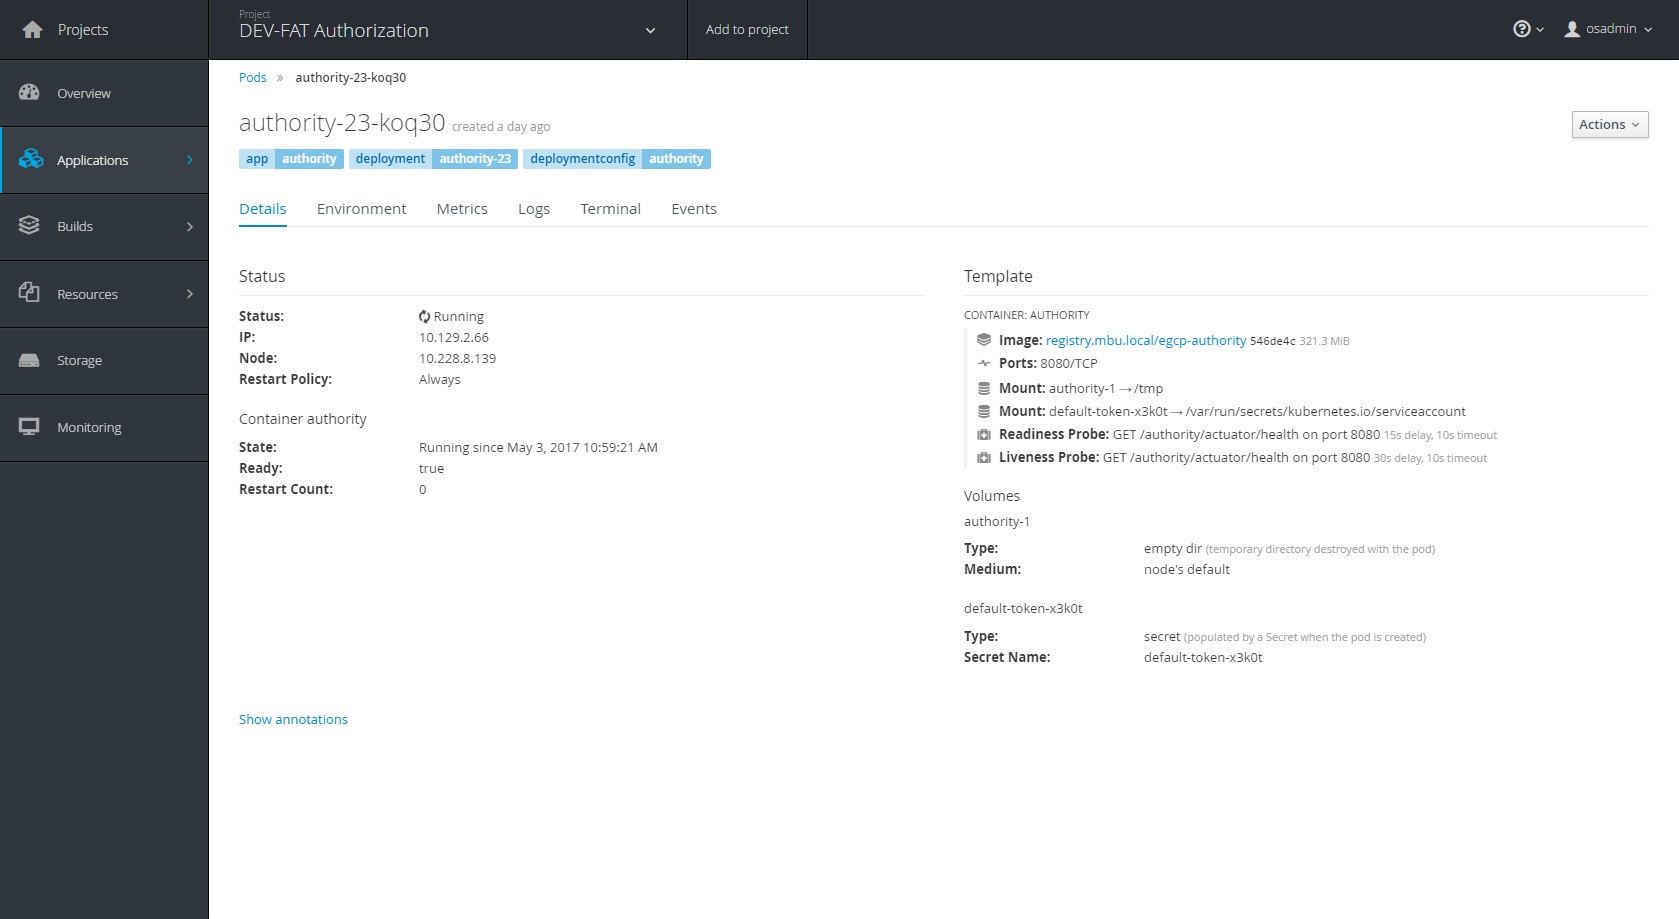 Projects
Project
DEV-FAT Authorization
Add to project
osadmin
Overview
Applications
Builds
Resources
Storage
Monitoring
Pods » authority-23-koq30
authority-23-koq30 created a day ago
Actions
app authority deployment authority-23 deploymentconfig authority
Details Environment Metrics Logs Terminal Events
Status
Status: Running
IP: 10.129.2.66
Node: 10.228.8.139
Restart Policy: Always
Container authority
State: Running since May 3, 2017 10:59:21 AM
Ready: true
Restart Count: 0
Show annotations
Template
CONTAINER: AUTHORITY
Image: registry.mbu.local/egcp-authority 546de4c 321.3 MiB
Ports: 8080/TCP
Mount: authority-1 → /tmp
Mount: default-token-x3k0t → /var/run/secrets/kubernetes.io/serviceaccount
Readiness Probe: GET /authority/actuator/health on port 8080 15s delay, 10s timeout
Liveness Probe: GET /authority/actuator/health on port 8080 30s delay, 10s timeout
Volumes
authority-1
Type: empty dir (temporary directory destroyed with the pod)
Medium: node's default
default-token-x3k0t
Type: secret (populated by a Secret when the pod is created)
Secret Name: default-token-x3k0t